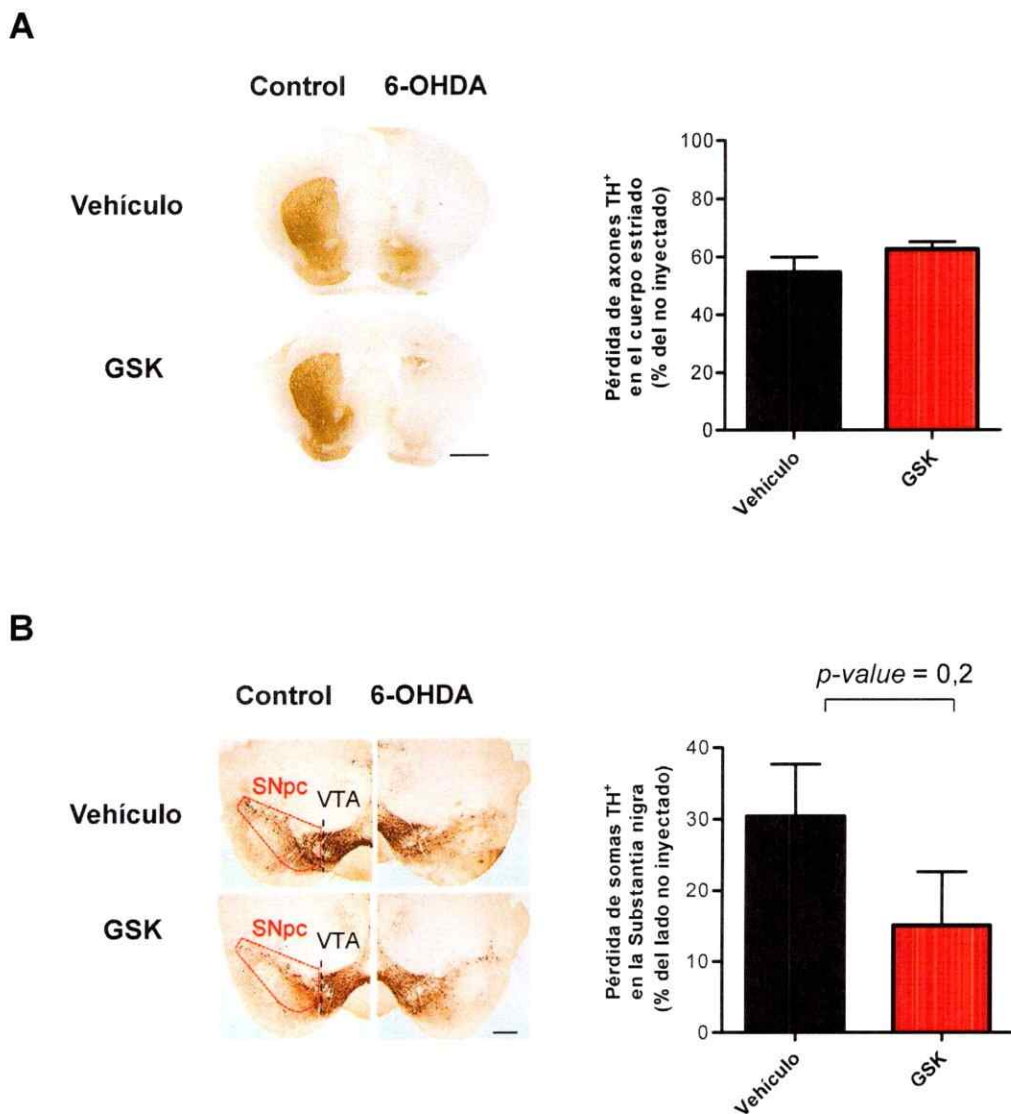 A
Control 6-OHDA
Vehículo
GSK
Pérdida de axones TH+
en el cuerpo estriado
(% del no inyectado)
100
80
60
40
20
0
Vehículo
GSK
B
Control 6-OHDA
Vehículo
SNpc
VTA
GSK
SNpc
VTA
p-value = 0,2
Pérdida de somas TH+
en la Substantia nigra
(% del lado no inyectado)
40
30
20
10
0
Vehículo
GSK